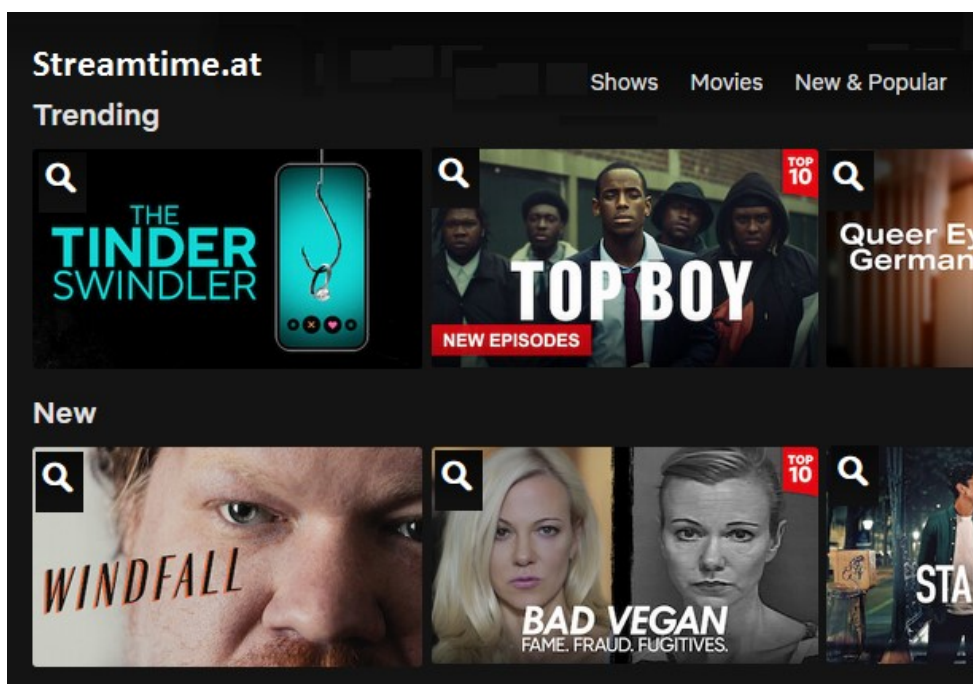 Streamtime.at
Shows Movies New & Popular
Trending
THE
TINDER
SWINDLER
TOP
10
TOP BOY
NEW EPISODES
Queer
German
New
WINDFALL
TOP
10
BAD VEGAN
FAME. FRAUD. FUGITIVES.
STA